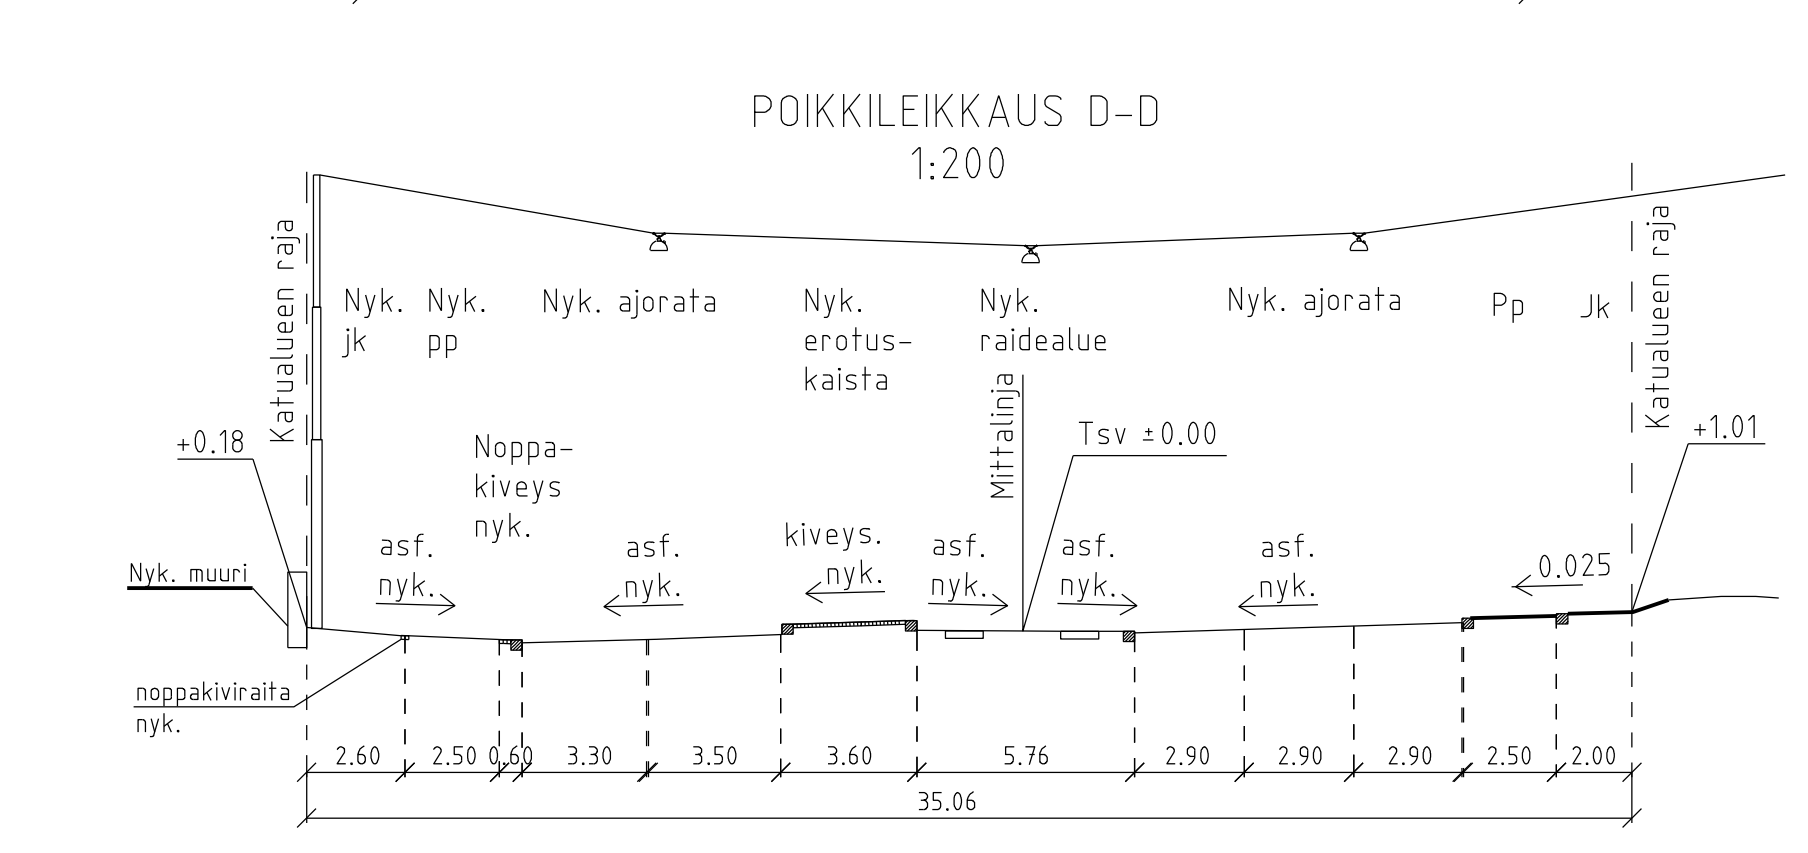 POIKKILEIKKAUS D-D
1:200
Katualueen raja
Nyk.
jk
Nyk.
pp
Nyk. ajorata
Nyk.
erotus-
kaista
Nyk.
raidealue
Nyk. ajorata
Pp
Jk
Katualueen raja
Mittalinja
+0.18
Noppa-
kiveys
nyk.
Tsv ±0.00
+1.01
Nyk. muuri
asf.
nyk.
asf.
nyk.
kiveys.
nyk.
asf.
nyk.
asf.
nyk.
asf.
nyk.
0.025
noppakiviraita
nyk.
2.60 2.50 0.60 3.30 3.50 3.60 5.76 2.90 2.90 2.90 2.50 2.00
35.06